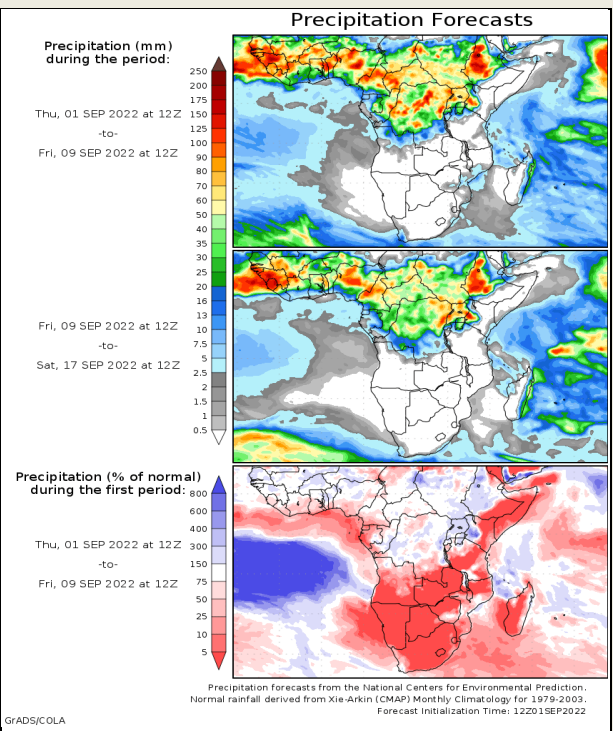 Precipitation Forecasts
Precipitation (mm)
during the period:
Thu, 01 SEP 2022 at 12Z
-to-
Fri, 09 SEP 2022 at 12Z
250
200
175
150
125
100
90
80
70
60
50
40
35
30
25
20
16
13
10
7.5
5
2.5
2
1.5
1
0.5
Fri, 09 SEP 2022 at 12Z
-to-
Sat, 17 SEP 2022 at 12Z
Precipitation (% of normal)
during the first period:
Thu, 01 SEP 2022 at 12Z
-to-
Fri, 09 SEP 2022 at 12Z
800
600
400
300
150
75
50
25
10
5
Precipitation forecasts from the National Centers for Environmental Prediction.
Normal rainfall derived from Xie-Arkin (CMAP) Monthly Climatology for 1979-2003.
Forecast Initialization Time: 12Z01SEP2022
GrADS/COLA